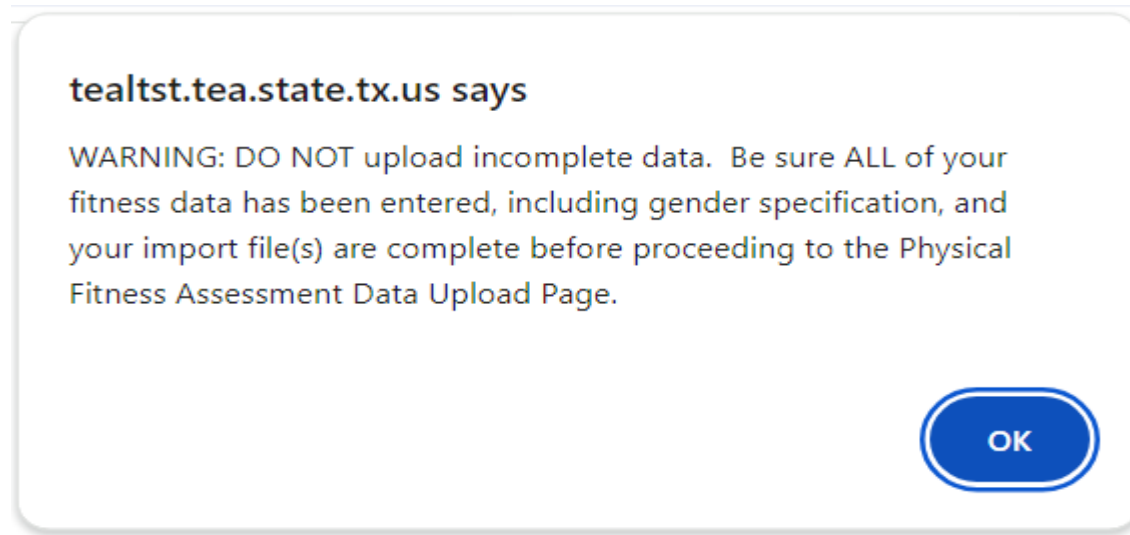 tealtst.tea.state.tx.us says
WARNING: DO NOT upload incomplete data.  Be sure ALL of your
fitness data has been entered, including gender specification, and
your import file(s) are complete before proceeding to the Physical
Fitness Assessment Data Upload Page.
OK